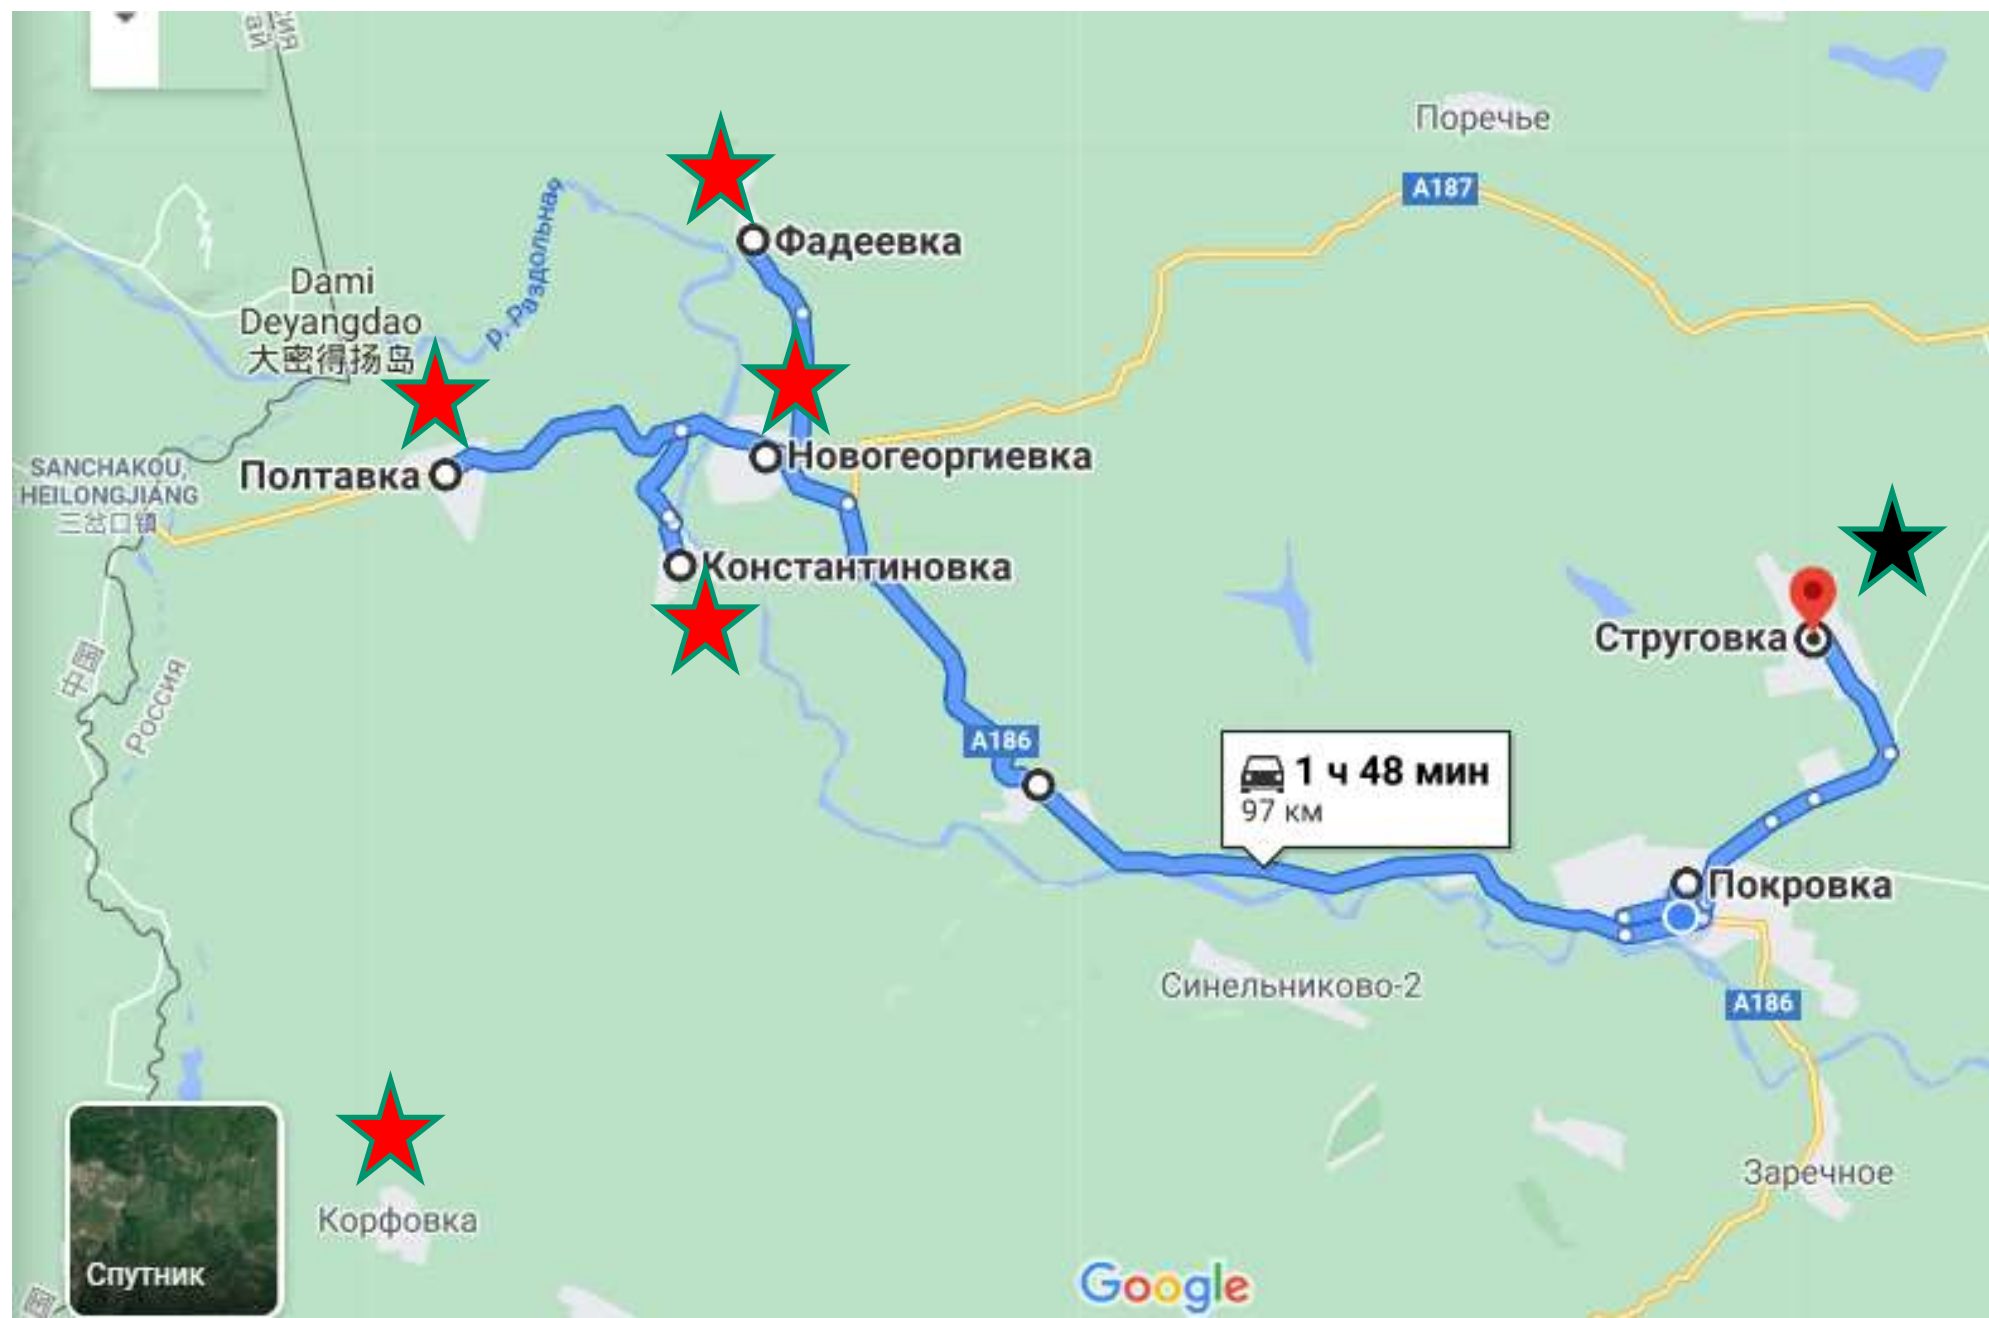 Поречье
A187
р. Раздольная
Фадеевка
Dami
Deyangdao
大密得扬岛
Полтавка
Новогеоргиевка
SANCHAKOU,
HEILONGJIANG
三岔口镇
Константиновка
Струговка
中国
Россия
A186
1 ч 48 мин
97 км
Покровка
Синельниково-2
A186
Заречное
Корфовка
Спутник
Google